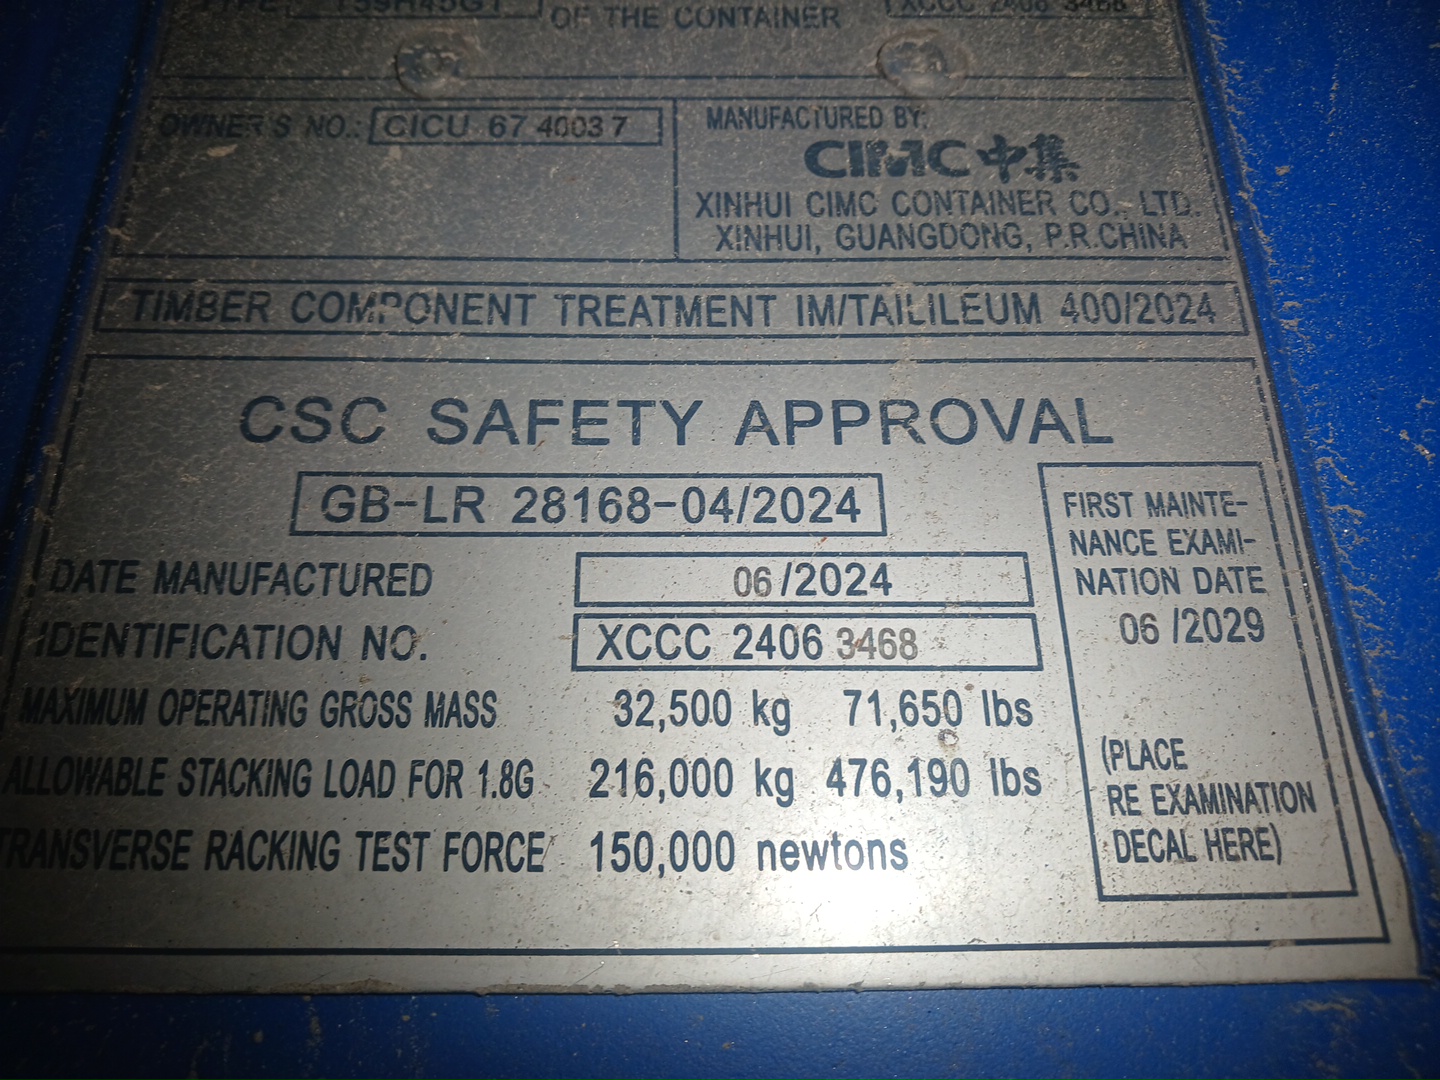 TYPE:
OF THE CONTAINER
XCCC 2406 3468
OWNER'S NO.: CICU 67 4003 7
MANUFACTURED BY:
CIMC 中集
XINHUI CIMC CONTAINER CO., LTD.
XINHUI, GUANGDONG, P.R.CHINA
TIMBER COMPONENT TREATMENT IM/TAILILEUM 400/2024
CSC SAFETY APPROVAL
GB-LR 28168-04/2024
DATE MANUFACTURED 06/2024
IDENTIFICATION NO. XCCC 2406 3468
MAXIMUM OPERATING GROSS MASS 32,500 kg 71,650 lbs
ALLOWABLE STACKING LOAD FOR 1.8G 216,000 kg 476,190 lbs
TRANSVERSE RACKING TEST FORCE 150,000 newtons
FIRST MAINTE-
NANCE EXAMI-
NATION DATE
06 /2029
(PLACE
RE EXAMINATION
DECAL HERE)